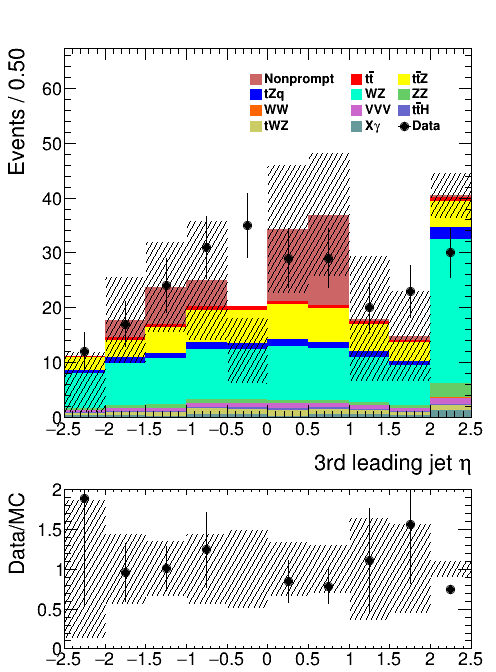 Events / 0.50
60
50
40
30
20
10
0
Nonprompt tt̄ tt̄Z
tZq WZ ZZ
WW VVV tt̄H
tWZ Xγ Data
−2.5 −2 −1.5 −1 −0.5 0 0.5 1 1.5 2 2.5
3rd leading jet η
Data/MC
2
1.5
1
0.5
0
−2.5 −2 −1.5 −1 −0.5 0 0.5 1 1.5 2 2.5